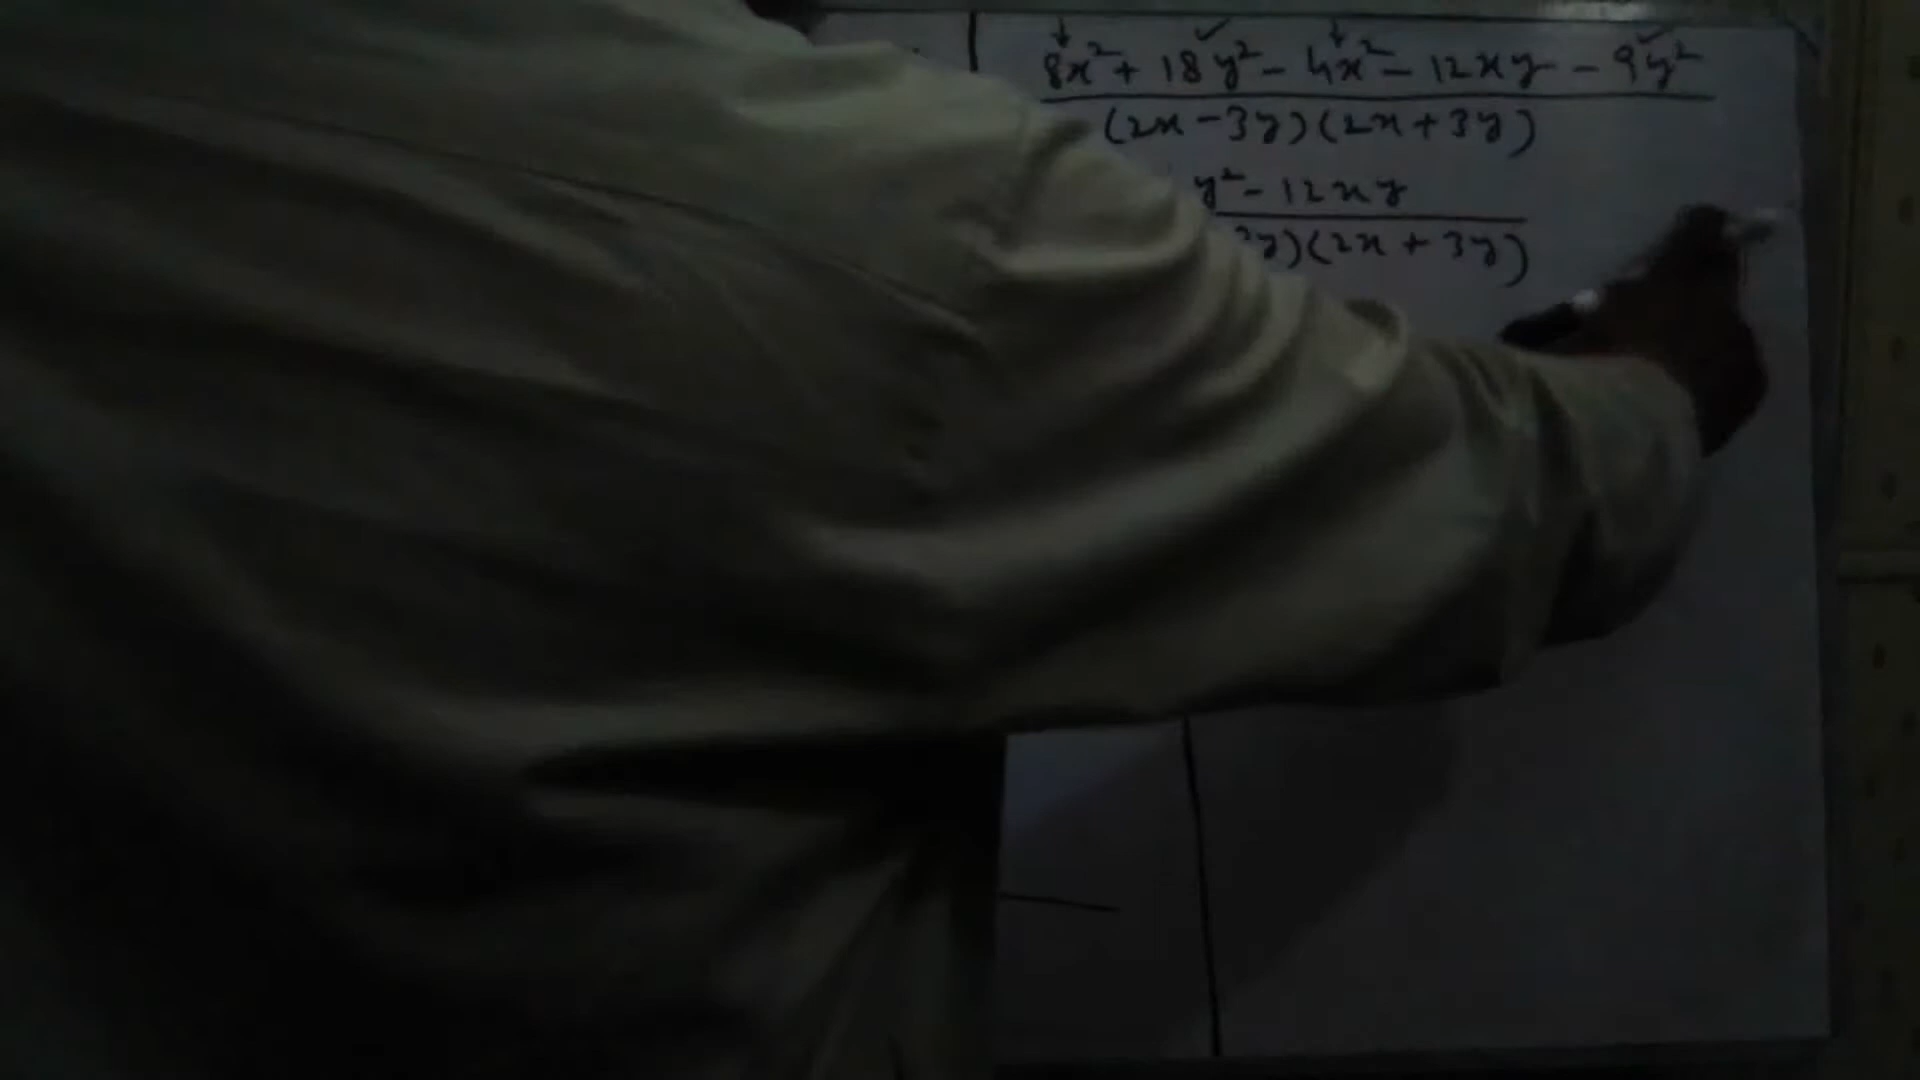 8x² + 18y² - 4x² - 12xy - 9y²
(2x - 3y)(2x + 3y)
y² - 12xy
3y)(2x + 3y)